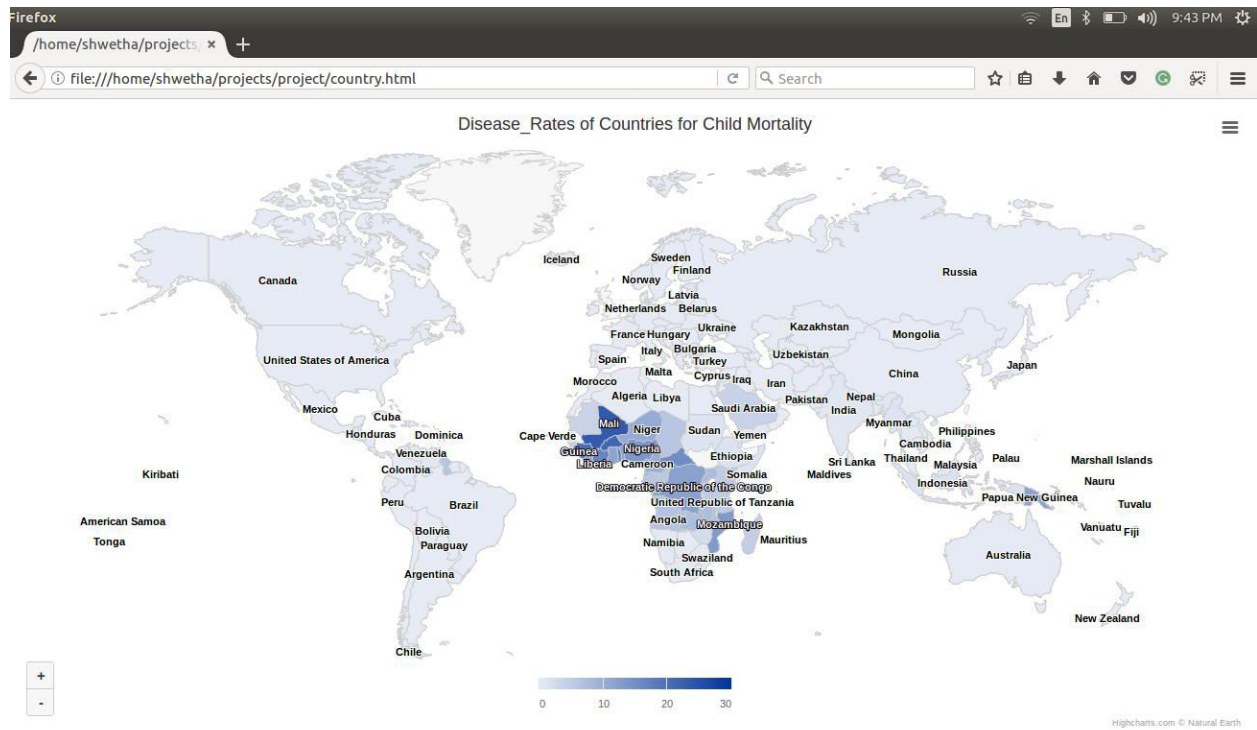 Firefox
En
9:43 PM
/home/shwetha/projects/
file:///home/shwetha/projects/project/country.html
Search
Disease_Rates of Countries for Child Mortality
Iceland
Sweden
Finland
Norway
Canada
Russia
Latvia
Netherlands Belarus
Ukraine
Kazakhstan
France Hungary
Mongolia
Italy Bulgaria
Uzbekistan
United States of America
Spain
Turkey
Japan
Malta
Cyprus Iraq
China
Morocco
Iran
Algeria Libya
Pakistan Nepal
Mexico
Saudi Arabia
India
Cuba
Mali
Niger
Sudan
Myanmar
Philippines
Honduras Dominica
Cape Verde
Yemen
Cambodia
Venezuela
Guinea
Nigeria
Ethiopia
Thailand
Palau
Colombia
Liberia Cameroon
Sri Lanka
Malaysia
Marshall Islands
Kiribati
Somalia
Maldives
Indonesia
Nauru
Democratic Republic of the Congo
Papua New Guinea
Peru
Brazil
United Republic of Tanzania
Tuvalu
American Samoa
Angola
Mozambique
Vanuatu Fiji
Tonga
Bolivia
Paraguay
Namibia
Mauritius
Swaziland
Australia
Argentina
South Africa
New Zealand
Chile
+
-
0 10 20 30
Highcharts.com © Natural Earth